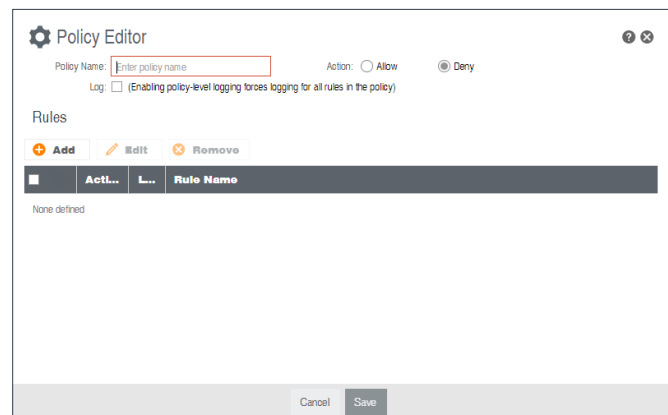 Policy Editor
Policy Name: Enter policy name Action: Allow Deny
Log: (Enabling policy-level logging forces logging for all rules in the policy)
Rules
Add Edit Remove
Acti... L... Rule Name
None defined
Cancel Save